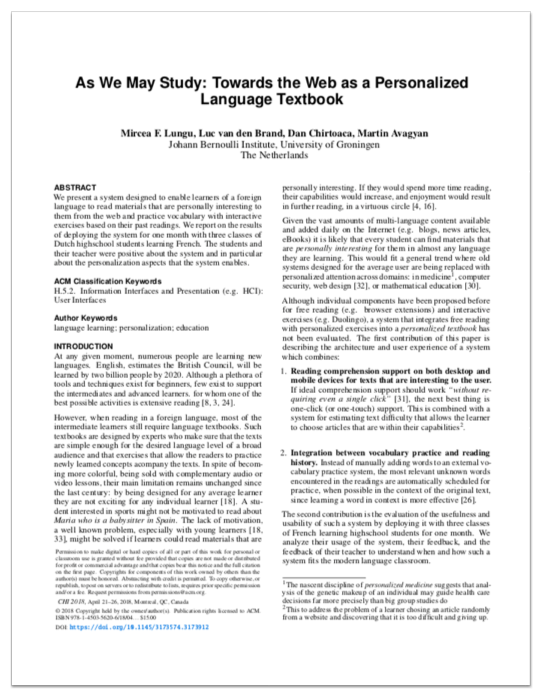 As We May Study: Towards the Web as a Personalized
Language Textbook
Mircea F. Lungu, Luc van den Brand, Dan Chirtoaca, Martin Avagyan
Johann Bernoulli Institute, University of Groningen
The Netherlands
ABSTRACT
We present a system designed to enable learners of a foreign
language to read materials that are personally interesting to
them from the web and practice vocabulary with interactive
exercises based on their past readings. We report on the results
of deploying the system for one month with three classes of
Dutch highschool students learning French. The students and
their teacher were positive about the system and in particular
about the personalization aspects that the system enables.
ACM Classification Keywords
H.5.2. Information Interfaces and Presentation (e.g. HCI):
User Interfaces
Author Keywords
language learning; personalization; education
INTRODUCTION
At any given moment, numerous people are learning new
languages. English, estimates the British Council, will be
learned by two billion people by 2020. Although a plethora of
tools and techniques exist for beginners, few exist to support
the intermediates and advanced learners, for whom one of the
best possible activities is extensive reading [8, 3, 24].
However, when reading in a foreign language, most of the
intermediate learners still require language textbooks. Such
textbooks are designed by experts who make sure that the texts
are simple enough for the desired language level of a broad
audience and that exercises that allow the readers to practice
newly learned concepts acompany the texts. In spite of becom-
ing more colorful, being sold with complementary audio or
video lessons, their main limitation remains unchanged since
the last century: by being designed for any average learner
they are not exciting for any individual learner [18]. A stu-
dent interested in sports might not be motivated to read about
Maria who is a babysitter in Spain. The lack of motivation,
a well known problem, especially with young learners [18,
33], might be solved if learners could read materials that are
Permission to make digital or hard copies of all or part of this work for personal or
classroom use is granted without fee provided that copies are not made or distributed
for profit or commercial advantage and that copies bear this notice and the full citation
on the first page. Copyrights for components of this work owned by others than the
author(s) must be honored. Abstracting with credit is permitted. To copy otherwise, or
republish, to post on servers or to redistribute to lists, requires prior specific permission
and/or a fee. Request permissions from permissions@acm.org.
CHI 2018, April 21–26, 2018, Montreal, QC, Canada
© 2018 Copyright held by the owner/author(s). Publication rights licensed to ACM.
ISBN 978-1-4503-5620-6/18/04... $15.00
DOI: https://doi.org/10.1145/3173574.3173912
personally interesting. If they would spend more time reading,
their capabilities would increase, and enjoyment would result
in further reading, in a virtuous circle [4, 16].
Given the vast amounts of multi-language content available
and added daily on the Internet (e.g. blogs, news articles,
eBooks) it is likely that every student can find materials that
are personally interesting for them in almost any language
they are learning. This would fit a general trend where old
systems designed for the average user are being replaced with
personalized attention across domains: in medicine1, computer
security, web design [32], or mathematical education [30].
Although individual components have been proposed before
for free reading (e.g. browser extensions) and interactive
exercises (e.g. Duolingo), a system that integrates free reading
with personalized exercises into a personalized textbook has
not been evaluated. The first contribution of this paper is
describing the architecture and user experience of a system
which combines:
1. Reading comprehension support on both desktop and
mobile devices for texts that are interesting to the user.
If ideal comprehension support should work "without re-
quiring even a single click" [31], the next best thing is
one-click (or one-touch) support. This is combined with a
system for estimating text difficulty that allows the learner
to choose articles that are within their capabilities2.
2. Integration between vocabulary practice and reading
history. Instead of manually adding words to an external vo-
cabulary practice system, the most relevant unknown words
encountered in the readings are automatically scheduled for
practice, when possible in the context of the original text,
since learning a word in context is more effective [26].
The second contribution is the evaluation of the usefulness and
usability of such a system by deploying it with three classes
of French learning highschool students for one month. We
analyze their usage of the system, their feedback, and the
feedback of their teacher to understand when and how such a
system fits the modern language classroom.
1The nascent discipline of personalized medicine suggests that anal-
ysis of the genetic makeup of an individual may guide health care
decisions far more precisely than big group studies do
2This to address the problem of a learner chosing an article randomly
from a website and discovering that it is too difficult and giving up.